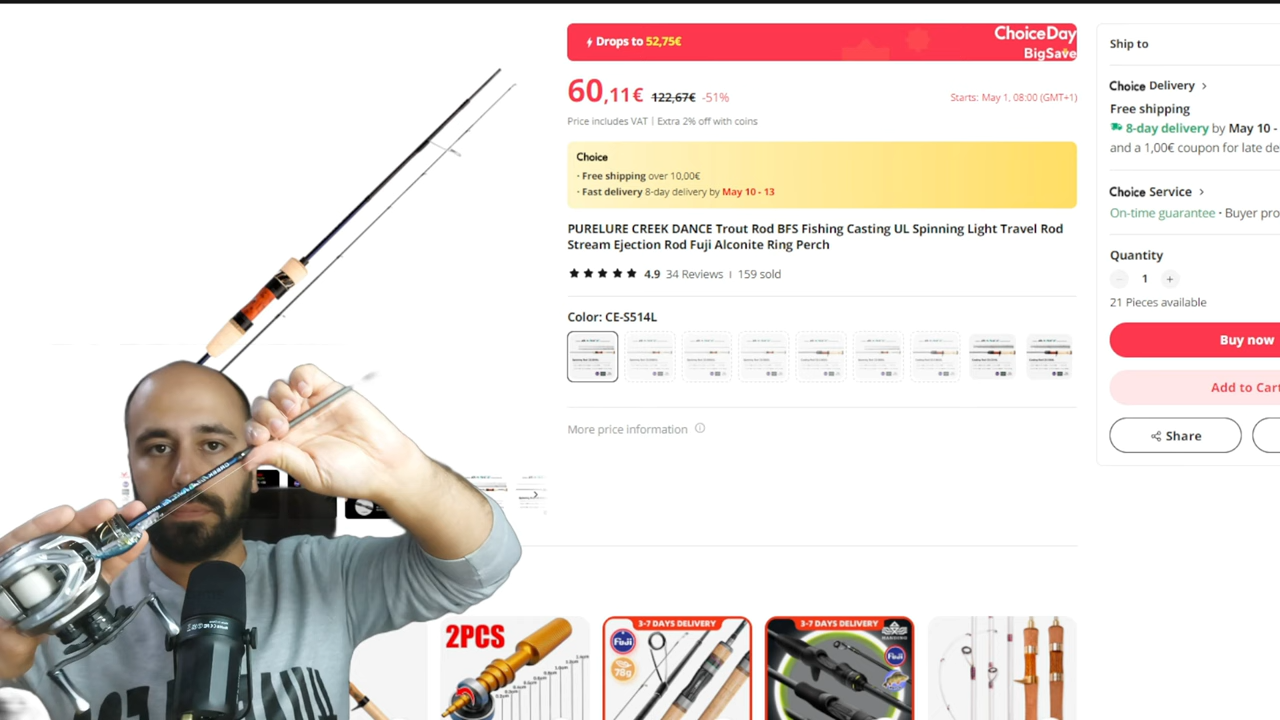 Drops to 52,75€
ChoiceDay
BigSave
60,11€ 122,67€ -51%
Starts: May 1, 08:00 (GMT+1)
Price includes VAT | Extra 2% off with coins
Choice
· Free shipping over 10,00€
· Fast delivery 8-day delivery by May 10 - 13
PURELURE CREEK DANCE Trout Rod BFS Fishing Casting UL Spinning Light Travel Rod
Stream Ejection Rod Fuji Alconite Ring Perch
4.9 34 Reviews | 159 sold
Color: CE-S514L
More price information
Ship to
Choice Delivery >
Free shipping
8-day delivery by May 10 -
and a 1,00€ coupon for late de
Choice Service >
On-time guarantee · Buyer pro
Quantity
− 1 +
21 Pieces available
Buy now
Add to Cart
Share
2PCS
3-7 DAYS DELIVERY
Fuji
78g
3-7 DAYS DELIVERY
Fuji